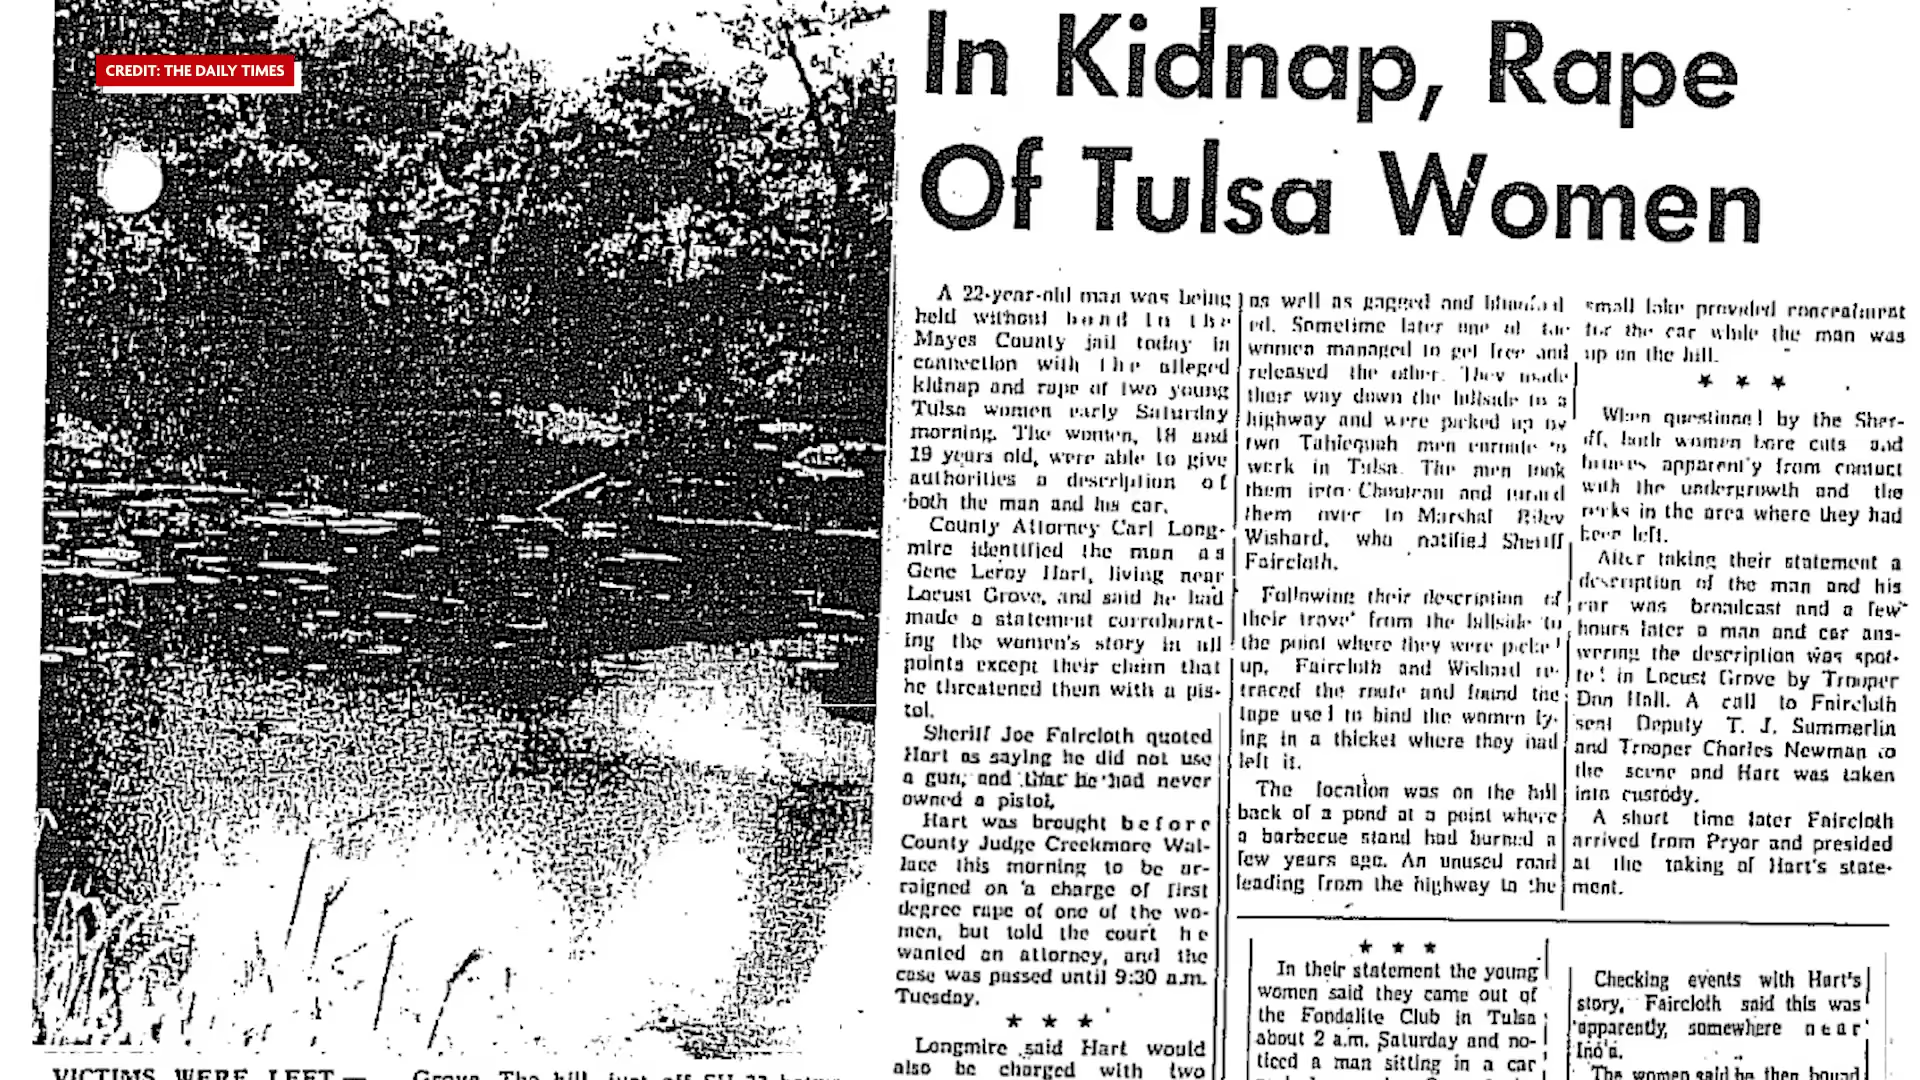 CREDIT: THE DAILY TIMES
In Kidnap, Rape
Of Tulsa Women
A 22-year-old man was being
held without bond in the
Mayes County jail today in
connection with the alleged
kidnap and rape of two young
Tulsa women early Saturday
morning. The women, 18 and
19 years old, were able to give
authorities a description of
both the man and his car.
County Attorney Carl Long-
mire identified the man as
Gene Leroy Hart, living near
Locust Grove, and said he had
made a statement corroborat-
ing the women's story in all
points except their claim that
he threatened them with a pis-
tol.
Sheriff Joe Faircloth quoted
Hart as saying he did not use
a gun, and that he had never
owned a pistol.
Hart was brought before
County Judge Creekmore Wal-
lace this morning to be ar-
raigned on a charge of first
degree rape of one of the wo-
men, but told the court he
wanted an attorney, and the
case was passed until 9:30 a.m.
Tuesday.
★ ★ ★
Longmire said Hart would
also be charged with two
as well as gagged and blindfold
ed. Sometime later one of the
women managed to get free and
released the other. They made
their way down the hillside to a
highway and were picked up by
two Tahlequah men enroute to
work in Tulsa. The men took
them into Chouteau and turned
them over to Marshal Riley
Wishard, who notified Sheriff
Faircloth.
Following their description of
their travel from the hillside to
the point where they were picked
up, Faircloth and Wishard re-
traced the route and found the
tape used to bind the women ly-
ing in a thicket where they had
left it.
The location was on the hill
back of a pond at a point where
a barbecue stand had burned a
few years ago. An unused road
leading from the highway to the
small lake provided concealment
for the car while the man was
up on the hill.
★ ★ ★
When questioned by the Sher-
iff, both women bore cuts and
bruises apparently from contact
with the undergrowth and the
rocks in the area where they had
been left.
After taking their statement a
description of the man and his
car was broadcast and a few
hours later a man and car ans-
wering the description was spot-
ted in Locust Grove by Trooper
Dan Hall. A call to Faircloth
sent Deputy T. J. Summerlin
and Trooper Charles Newman to
the scene and Hart was taken
into custody.
A short time later Faircloth
arrived from Pryor and presided
at the taking of Hart's state-
ment.
★ ★ ★
In their statement the young
women said they came out of
the Fondalite Club in Tulsa
about 2 a.m. Saturday and no-
ticed a man sitting in a car
Checking events with Hart's
story, Faircloth said this was
apparently, somewhere near
Inola.
The women said he then bound
VICTIMS WERE LEFT—
Grove. The hill, just off SH 33